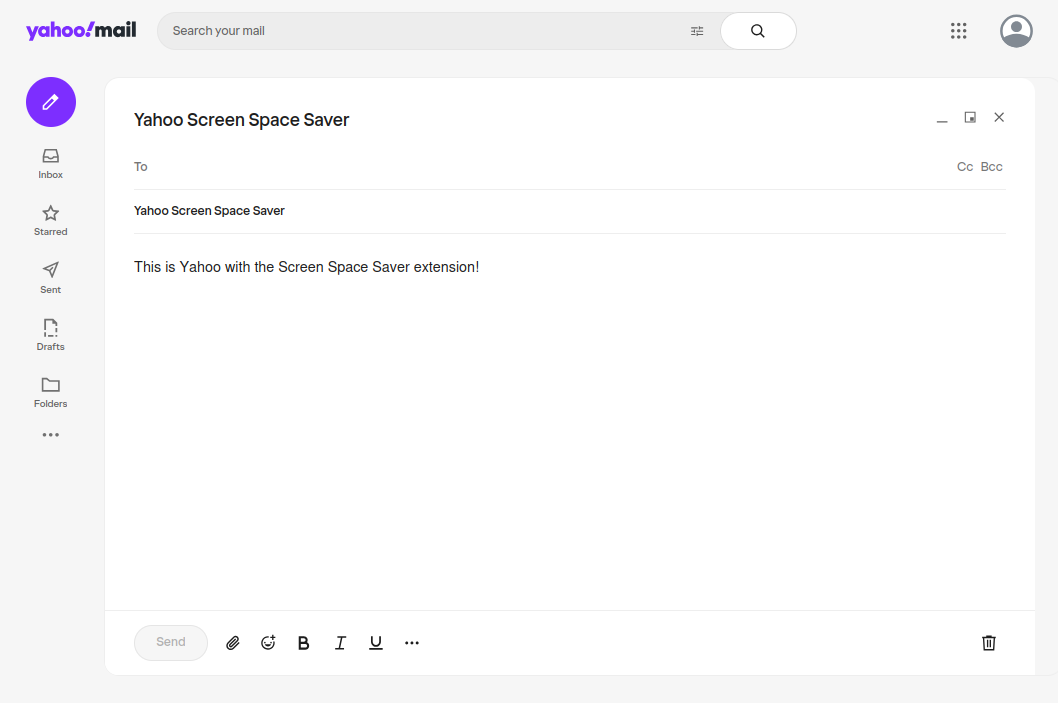 yahoo!mail
Search your mail
Inbox
Starred
Sent
Drafts
Folders
Yahoo Screen Space Saver
To
Cc Bcc
Yahoo Screen Space Saver
This is Yahoo with the Screen Space Saver extension!
Send
B
I
U